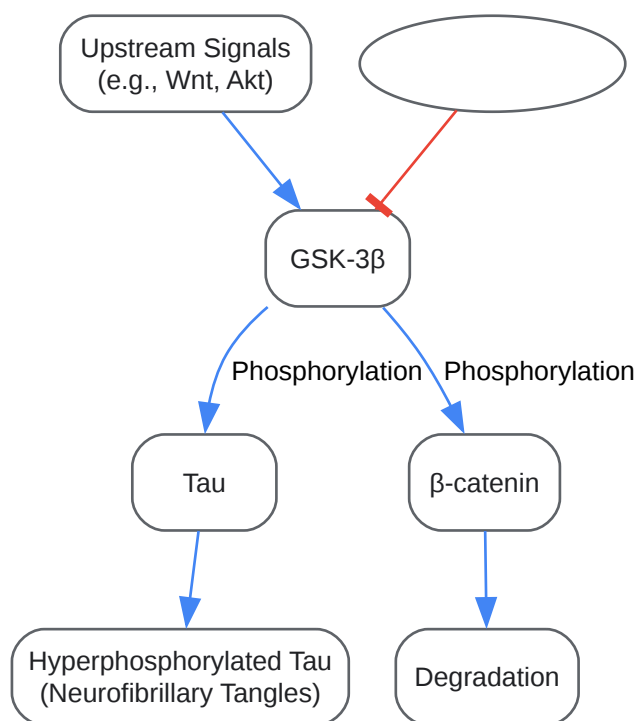 Upstream Signals
(e.g., Wnt, Akt)
GSK-3β
Phosphorylation
Phosphorylation
Tau
β-catenin
Hyperphosphorylated Tau
(Neurofibrillary Tangles)
Degradation